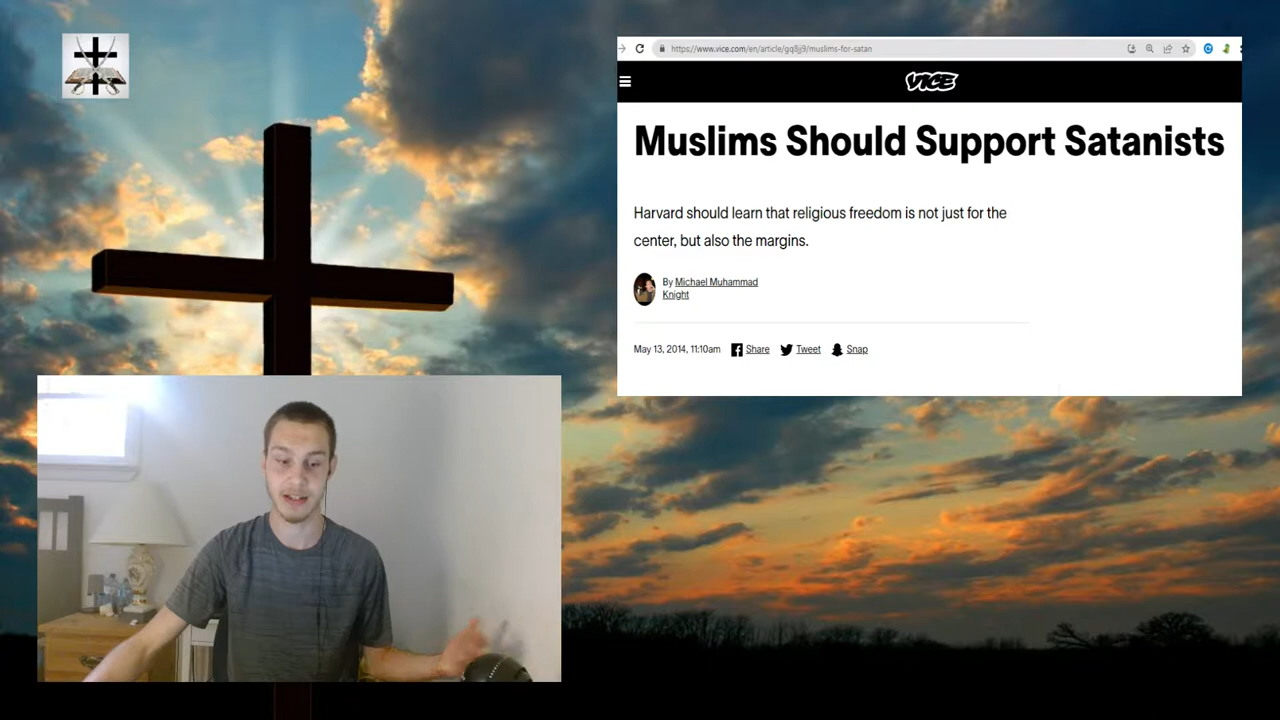 https://www.vice.com/en/article/gq8jj9/muslims-for-satan
VICE
Muslims Should Support Satanists
Harvard should learn that religious freedom is not just for the
center, but also the margins.
By Michael Muhammad
Knight
May 13, 2014, 11:10am Share Tweet Snap